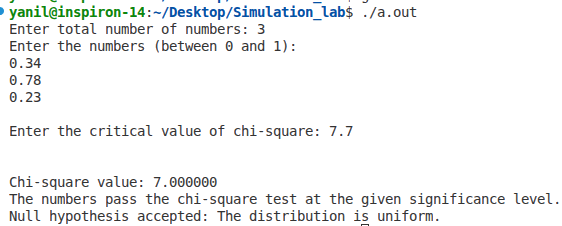 yanil@inspiron-14:~/Desktop/Simulation_lab$ ./a.out
Enter total number of numbers: 3
Enter the numbers (between 0 and 1):
0.34
0.78
0.23
Enter the critical value of chi-square: 7.7
Chi-square value: 7.000000
The numbers pass the chi-square test at the given significance level.
Null hypothesis accepted: The distribution is uniform.